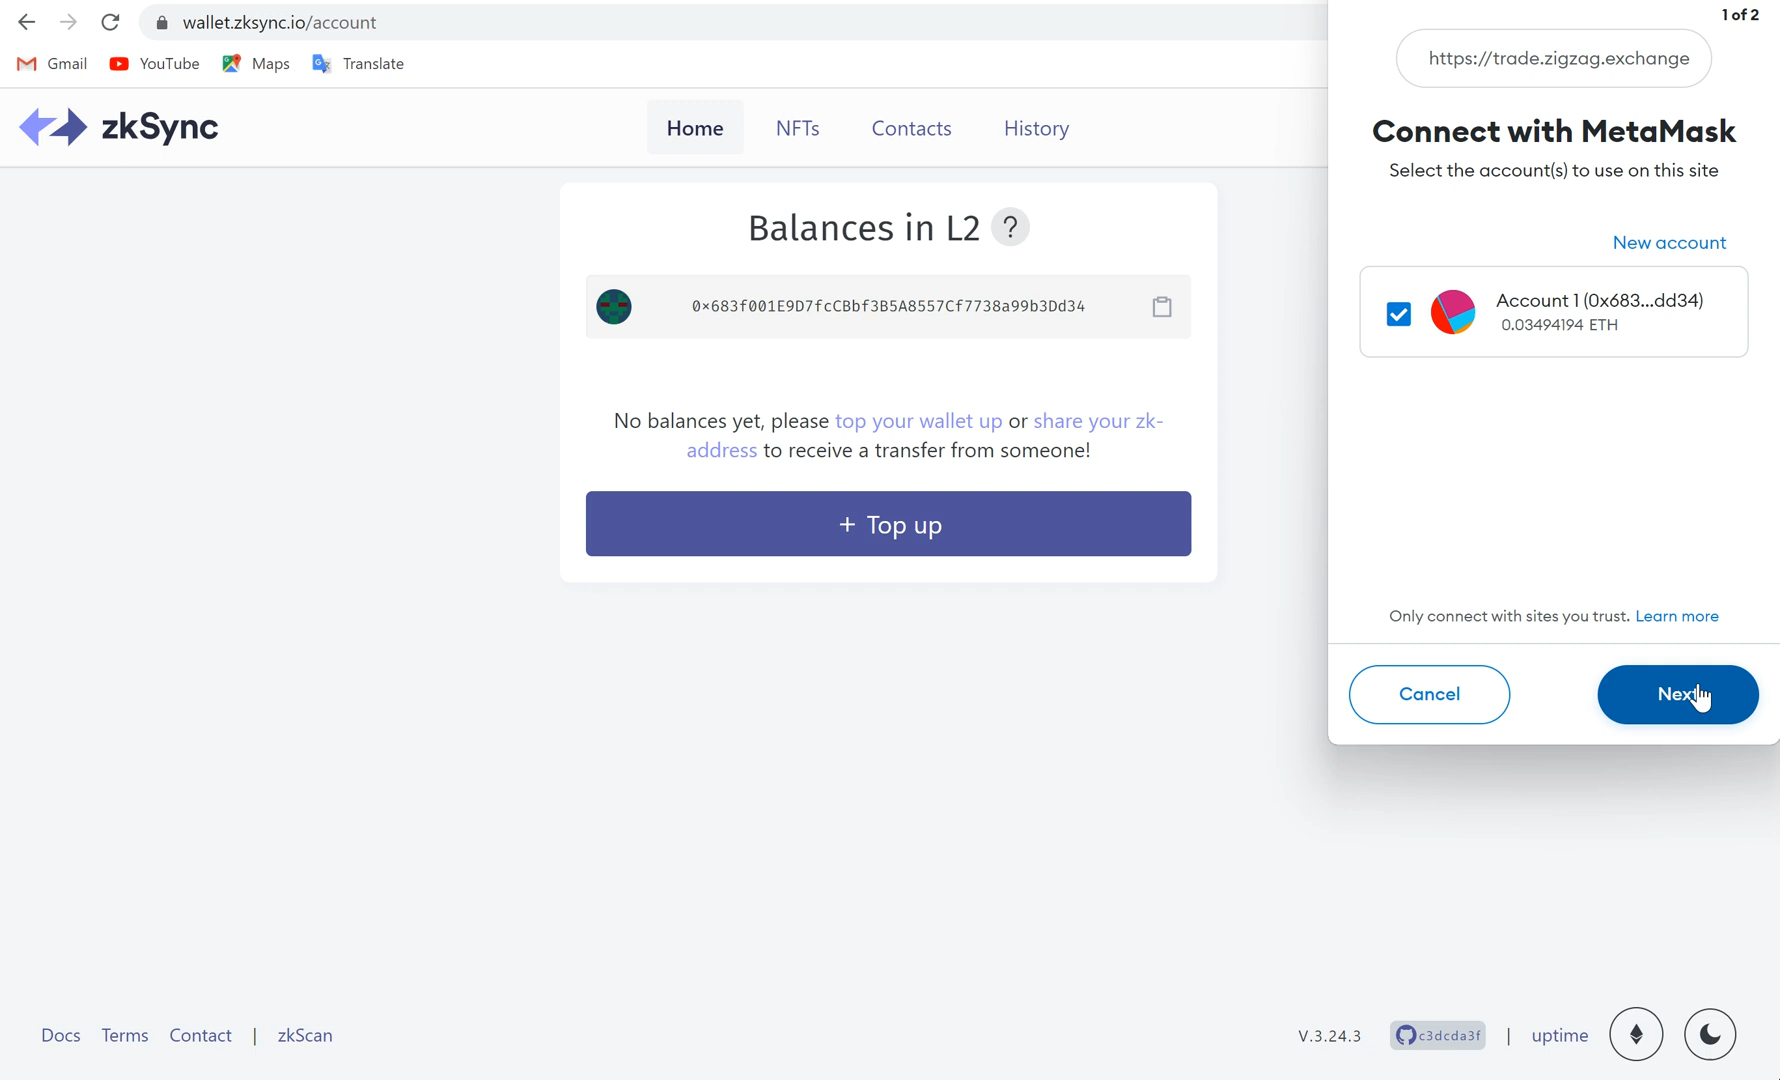 wallet.zksync.io/account
Gmail YouTube Maps Translate
zkSync
Home NFTs Contacts History
Balances in L2 ?
0×683f001E9D7fcCBbf3B5A8557Cf7738a99b3Dd34
No balances yet, please top your wallet up or share your zk-
address to receive a transfer from someone!
+ Top up
1 of 2
https://trade.zigzag.exchange
Connect with MetaMask
Select the account(s) to use on this site
New account
Account 1 (0x683...dd34)
0.03494194 ETH
Only connect with sites you trust. Learn more
Cancel Next
Docs Terms Contact | zkScan
V.3.24.3 c3dcda3f | uptime